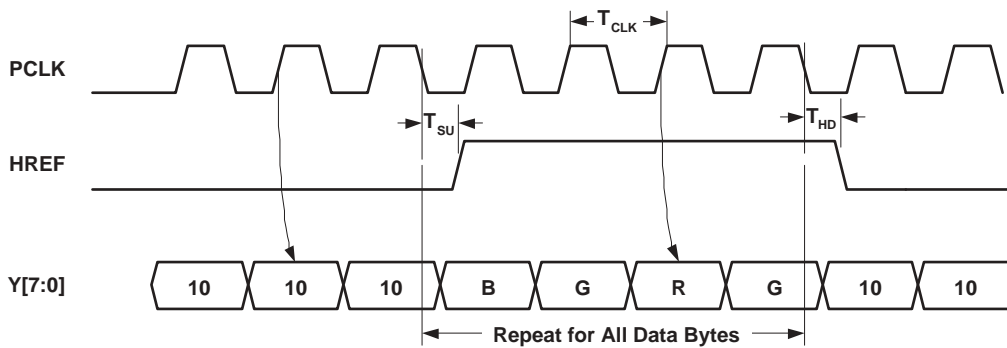 T_CLK
PCLK
T_SU
T_HD
HREF
Y[7:0]
10 10 10 B G R G 10 10
Repeat for All Data Bytes